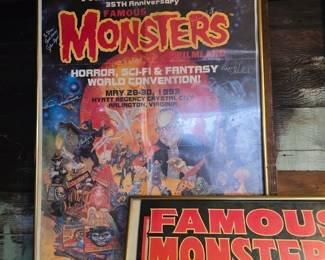 35TH Anniversary
FAMOUS
MONSTERS
FILMLAND
HORROR, SCI-FI & FANTASY
WORLD CONVENTION!
MAY 28-30, 1993
HYATT REGENCY CRYSTAL CITY
ARLINGTON, VIRGINIA
FAMOUS
MONSTERS